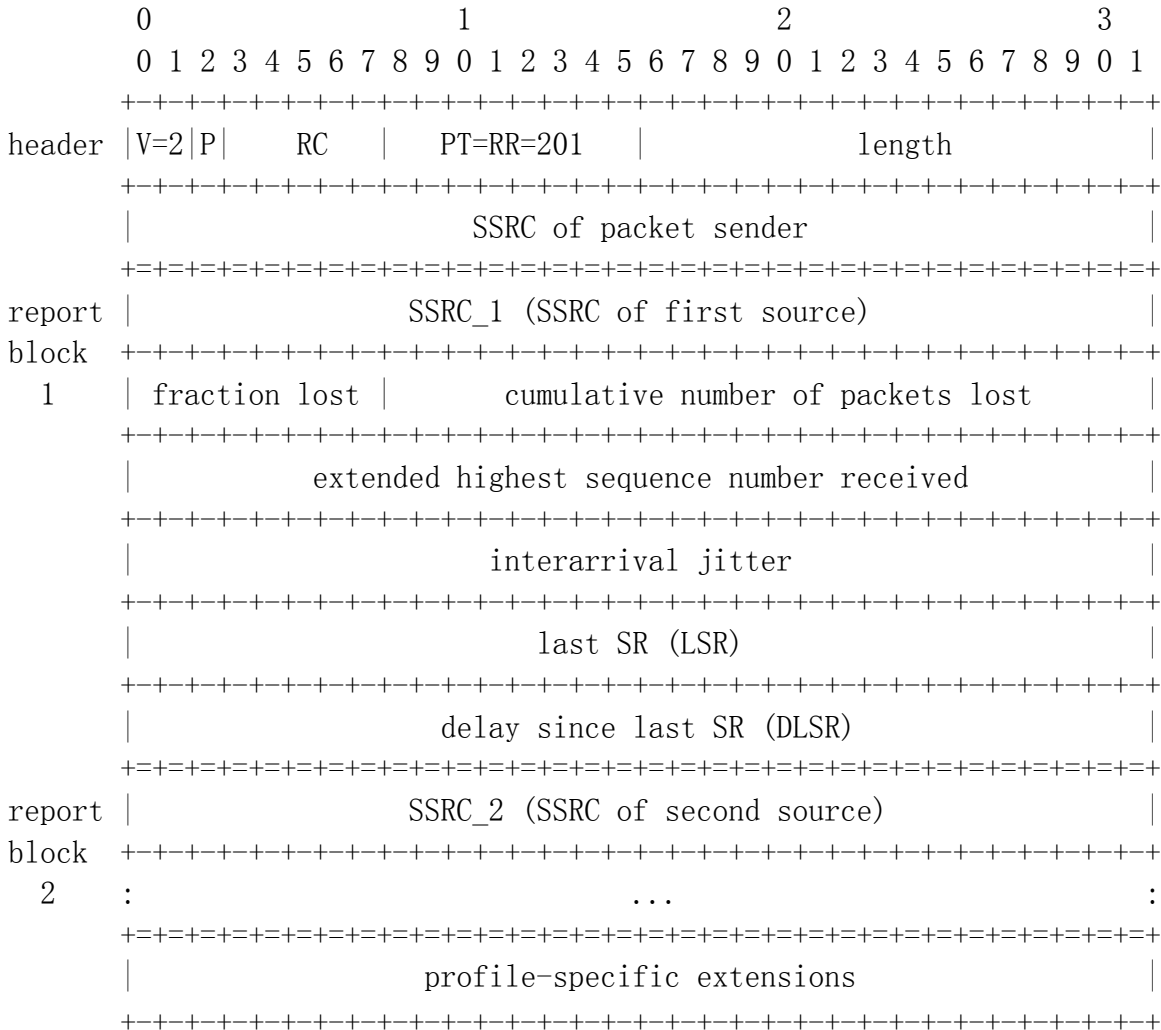 0                   1                   2                   3
        0 1 2 3 4 5 6 7 8 9 0 1 2 3 4 5 6 7 8 9 0 1 2 3 4 5 6 7 8 9 0 1
       +-+-+-+-+-+-+-+-+-+-+-+-+-+-+-+-+-+-+-+-+-+-+-+-+-+-+-+-+-+-+-+-+
header |V=2|P|    RC   |   PT=RR=201   |             length            |
       +-+-+-+-+-+-+-+-+-+-+-+-+-+-+-+-+-+-+-+-+-+-+-+-+-+-+-+-+-+-+-+-+
       |                     SSRC of packet sender                     |
       +=+=+=+=+=+=+=+=+=+=+=+=+=+=+=+=+=+=+=+=+=+=+=+=+=+=+=+=+=+=+=+=+
report |                 SSRC_1 (SSRC of first source)                 |
block  +-+-+-+-+-+-+-+-+-+-+-+-+-+-+-+-+-+-+-+-+-+-+-+-+-+-+-+-+-+-+-+-+
  1    | fraction lost |       cumulative number of packets lost       |
       +-+-+-+-+-+-+-+-+-+-+-+-+-+-+-+-+-+-+-+-+-+-+-+-+-+-+-+-+-+-+-+-+
       |           extended highest sequence number received           |
       +-+-+-+-+-+-+-+-+-+-+-+-+-+-+-+-+-+-+-+-+-+-+-+-+-+-+-+-+-+-+-+-+
       |                      interarrival jitter                      |
       +-+-+-+-+-+-+-+-+-+-+-+-+-+-+-+-+-+-+-+-+-+-+-+-+-+-+-+-+-+-+-+-+
       |                         last SR (LSR)                         |
       +-+-+-+-+-+-+-+-+-+-+-+-+-+-+-+-+-+-+-+-+-+-+-+-+-+-+-+-+-+-+-+-+
       |                   delay since last SR (DLSR)                  |
       +=+=+=+=+=+=+=+=+=+=+=+=+=+=+=+=+=+=+=+=+=+=+=+=+=+=+=+=+=+=+=+=+
report |                 SSRC_2 (SSRC of second source)                |
block  +-+-+-+-+-+-+-+-+-+-+-+-+-+-+-+-+-+-+-+-+-+-+-+-+-+-+-+-+-+-+-+-+
  2    :                               ...                             :
       +=+=+=+=+=+=+=+=+=+=+=+=+=+=+=+=+=+=+=+=+=+=+=+=+=+=+=+=+=+=+=+=+
       |                  profile-specific extensions                  |
       +-+-+-+-+-+-+-+-+-+-+-+-+-+-+-+-+-+-+-+-+-+-+-+-+-+-+-+-+-+-+-+-+